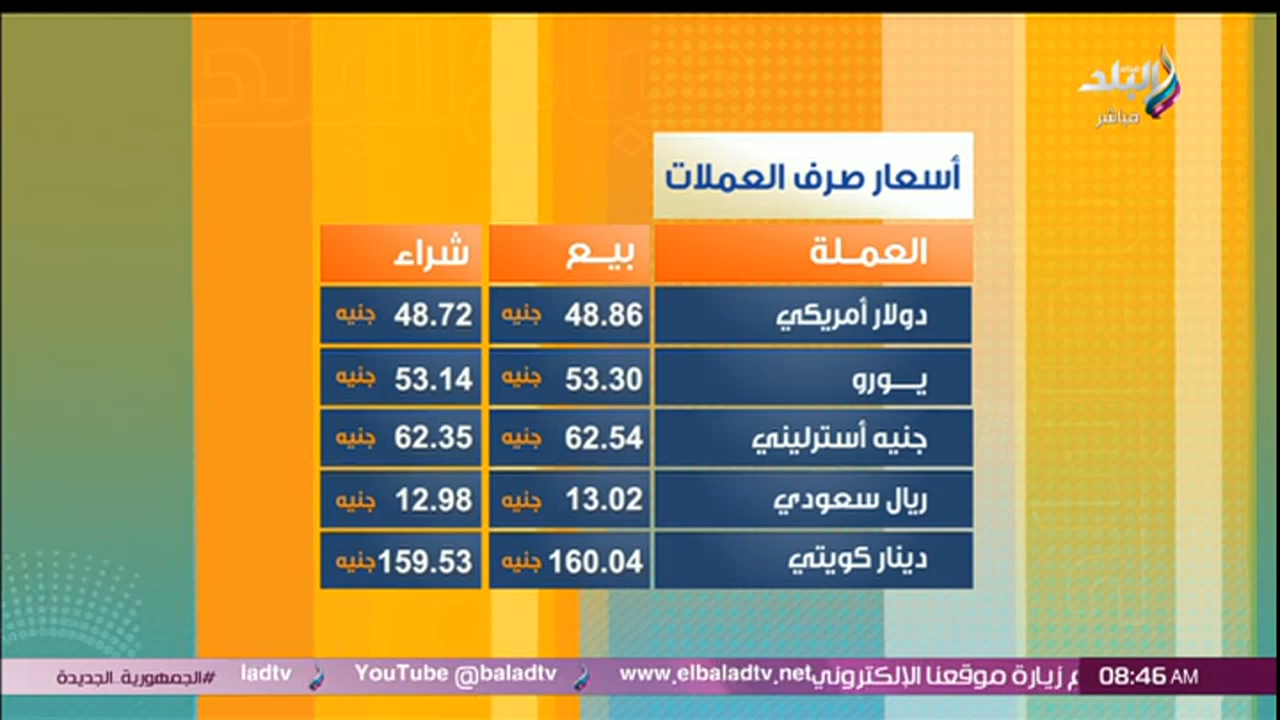 صدى البلد
مباشر
أسعار صرف العملات
العمـلة بيــع شراء
دولار أمريكي 48.86 جنيه 48.72 جنيه
يـــورو 53.30 جنيه 53.14 جنيه
جنيه أسترليني 62.54 جنيه 62.35 جنيه
ريال سعودي 13.02 جنيه 12.98 جنيه
دينار كويتي 160.04 جنيه 159.53 جنيه
08:46 AM
زيارة موقعنا الإلكتروني www.elbaladtv.net YouTube @baladtv ladtv
#الجمهورية_الجديدة